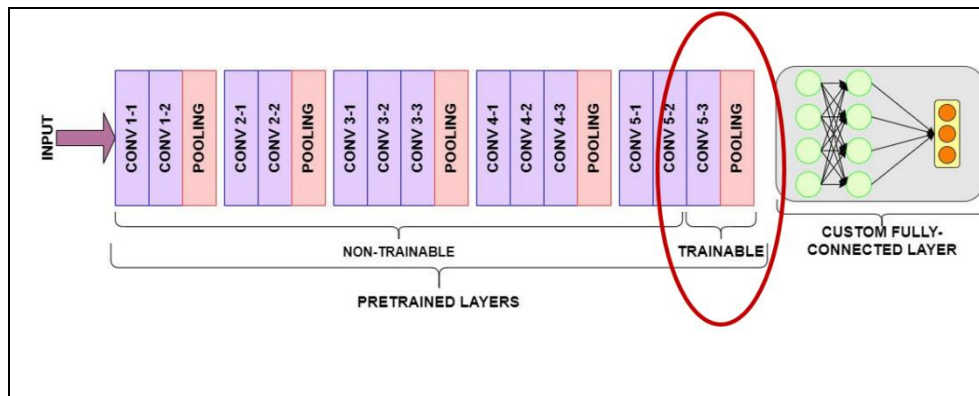 INPUT
CONV 1-1
CONV 1-2
POOLING
CONV 2-1
CONV 2-2
POOLING
CONV 3-1
CONV 3-2
CONV 3-3
POOLING
CONV 4-1
CONV 4-2
CONV 4-3
POOLING
CONV 5-1
CONV 5-2
CONV 5-3
POOLING
NON-TRAINABLE
TRAINABLE
PRETRAINED LAYERS
CUSTOM FULLY-
CONNECTED LAYER